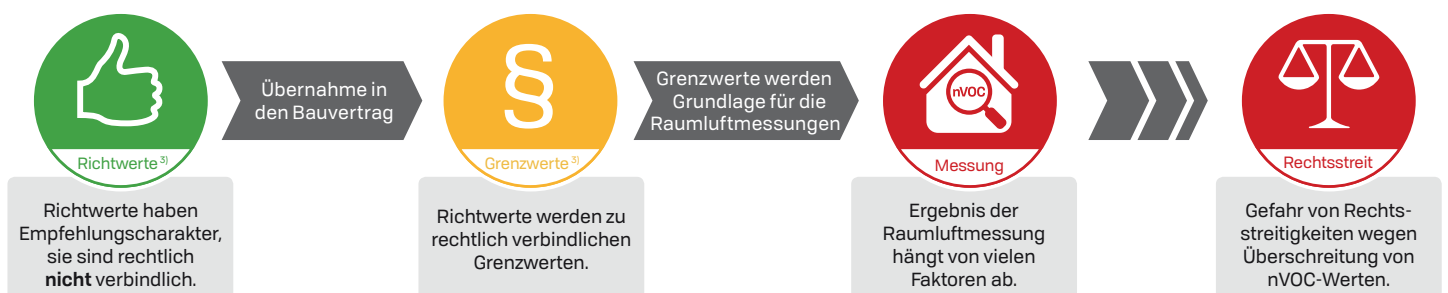 Richtwerte 3)
Richtwerte haben
Empfehlungscharakter,
sie sind rechtlich
nicht verbindlich.
Übernahme in
den Bauvertrag
§
Grenzwerte 3)
Richtwerte werden zu
rechtlich verbindlichen
Grenzwerten.
Grenzwerte werden
Grundlage für die
Raumluftmessungen
nVOC
Messung
Ergebnis der
Raumluftmessung
hängt von vielen
Faktoren ab.
Rechtsstreit
Gefahr von Rechts-
streitigkeiten wegen
Überschreitung von
nVOC-Werten.